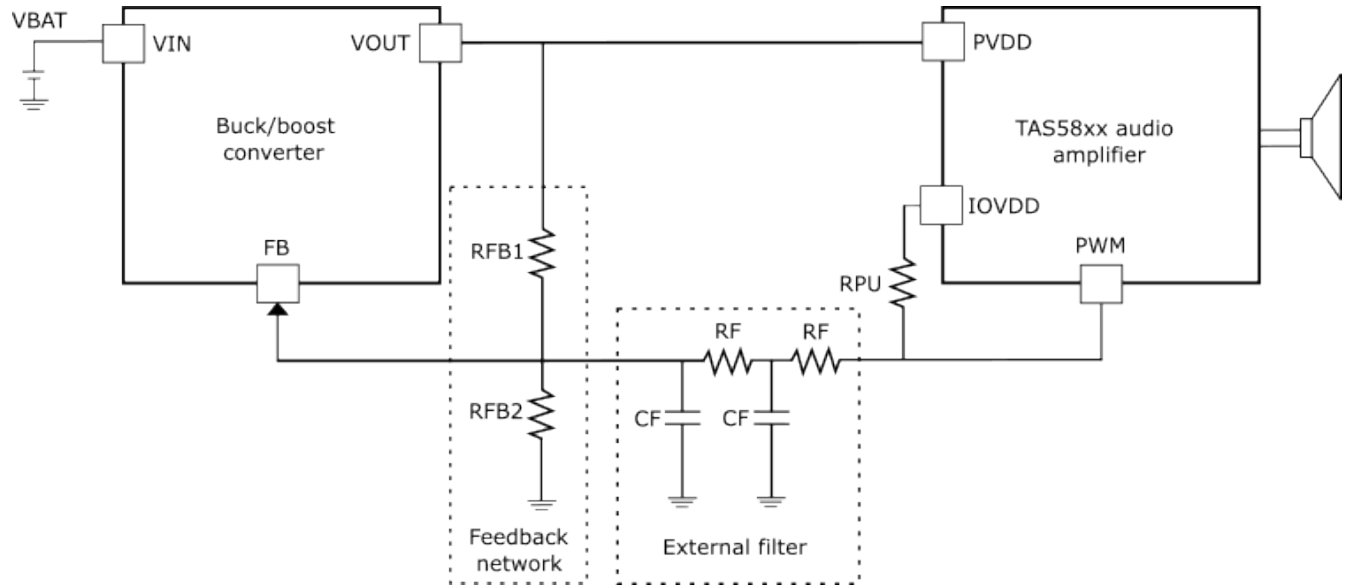 VBAT
VIN
VOUT
PVDD
Buck/boost
converter
TAS58xx audio
amplifier
IOVDD
FB
PWM
RFB1
RPU
RF
RF
RFB2
CF
CF
Feedback
network
External filter